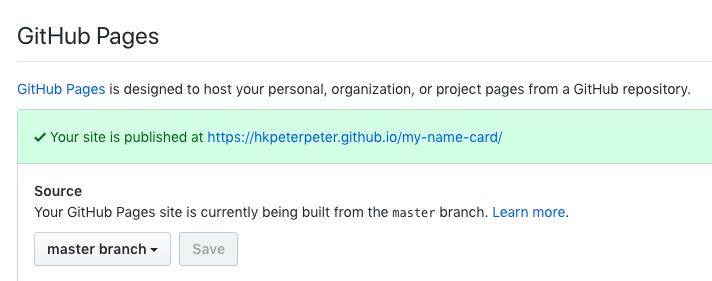 GitHub Pages
GitHub Pages is designed to host your personal, organization, or project pages from a GitHub repository.
✓ Your site is published at https://hkpeterpeter.github.io/my-name-card/
Source
Your GitHub Pages site is currently being built from the master branch. Learn more.
master branch Save